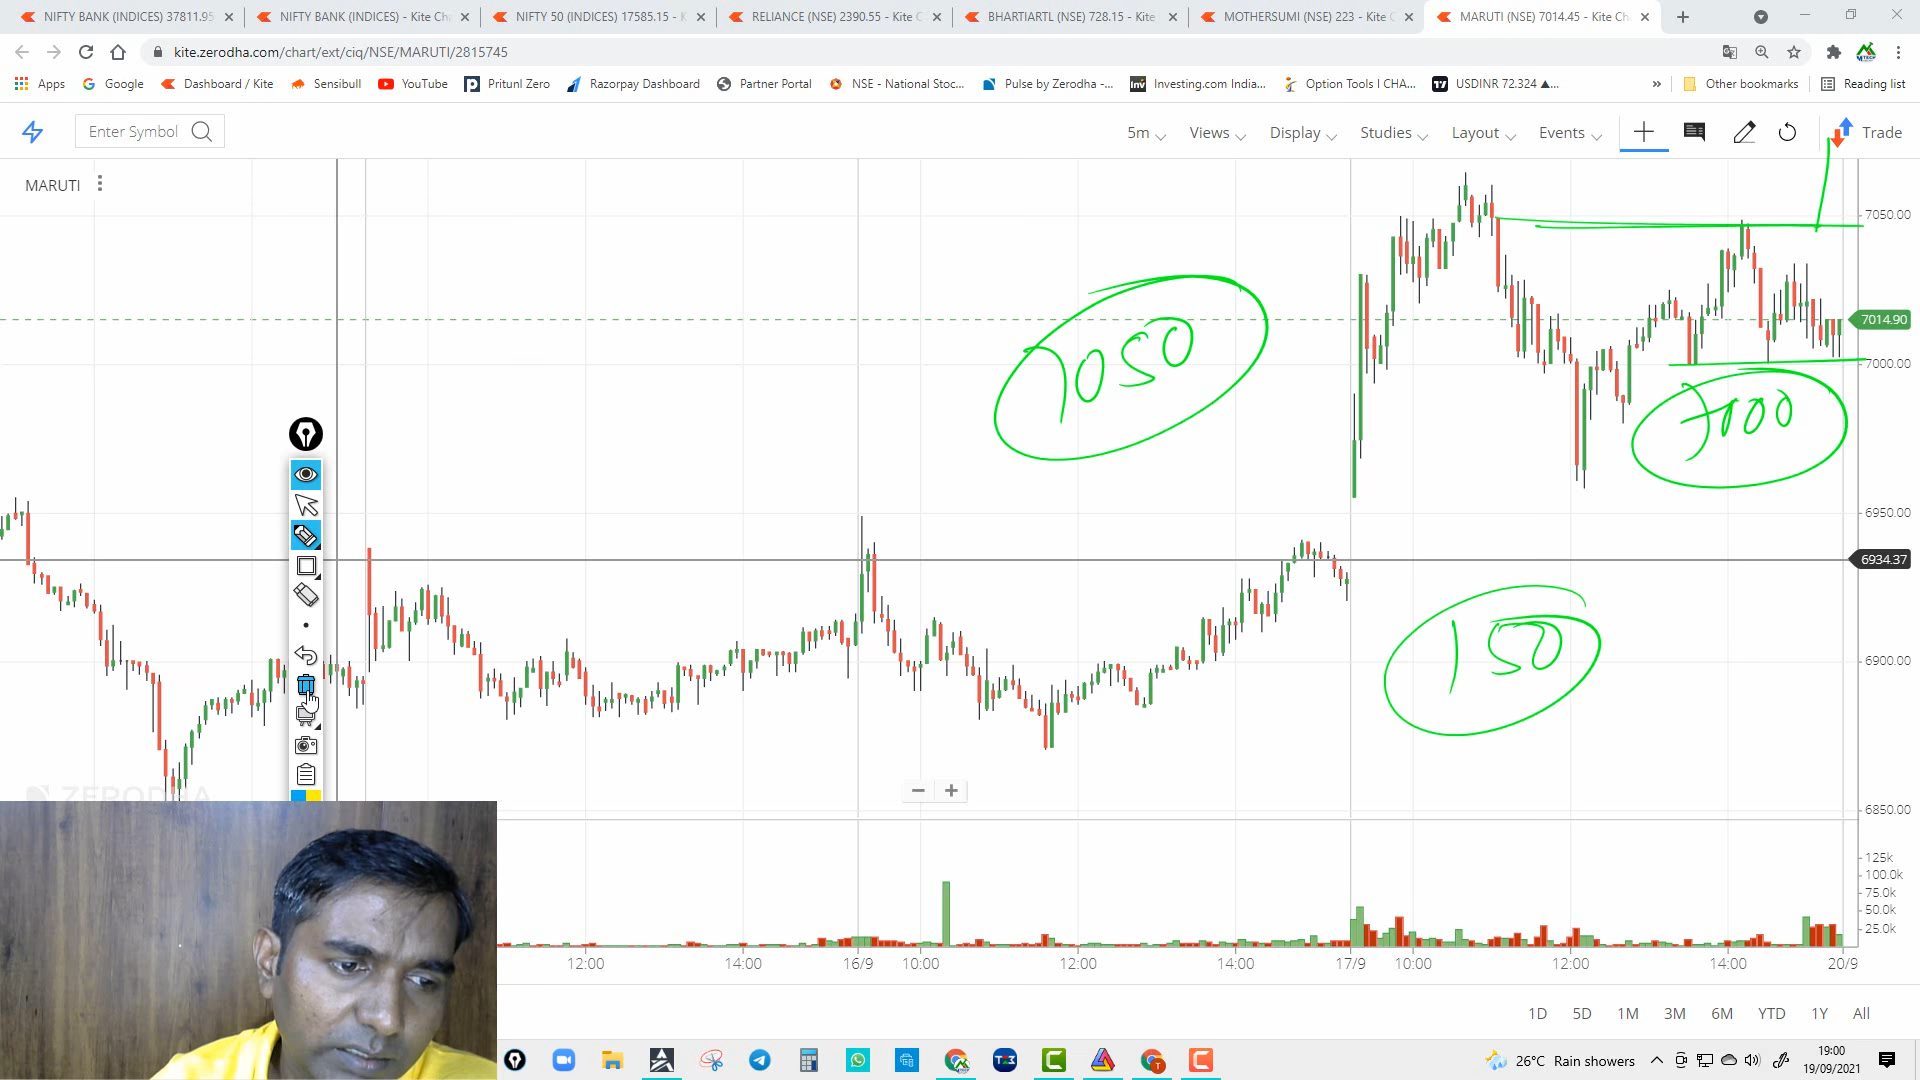 NIFTY BANK (INDICES) 37811.95
NIFTY BANK (INDICES) - Kite Ch
NIFTY 50 (INDICES) 17585.15 - K
RELIANCE (NSE) 2390.55 - Kite C
BHARTIARTL (NSE) 728.15 - Kite
MOTHERSUMI (NSE) 223 - Kite C
MARUTI (NSE) 7014.45 - Kite Ch
kite.zerodha.com/chart/ext/ciq/NSE/MARUTI/2815745
Apps Google Dashboard / Kite Sensibull YouTube Pritunl Zero Razorpay Dashboard Partner Portal NSE - National Stoc... Pulse by Zerodha -... Investing.com India... Option Tools I CHA... USDINR 72.324 ▲... » Other bookmarks Reading list
Enter Symbol 5m Views Display Studies Layout Events Trade
MARUTI
7050.00
7014.90
7000.00
7050
7000
6950.00
6934.37
150
6900.00
ZERODHA
6850.00
125k
100.0k
75.0k
50.0k
25.0k
12:00 14:00 16/9 10:00 12:00 14:00 17/9 10:00 12:00 14:00 20/9
1D 5D 1M 3M 6M YTD 1Y All
26°C Rain showers
19:00
19/09/2021